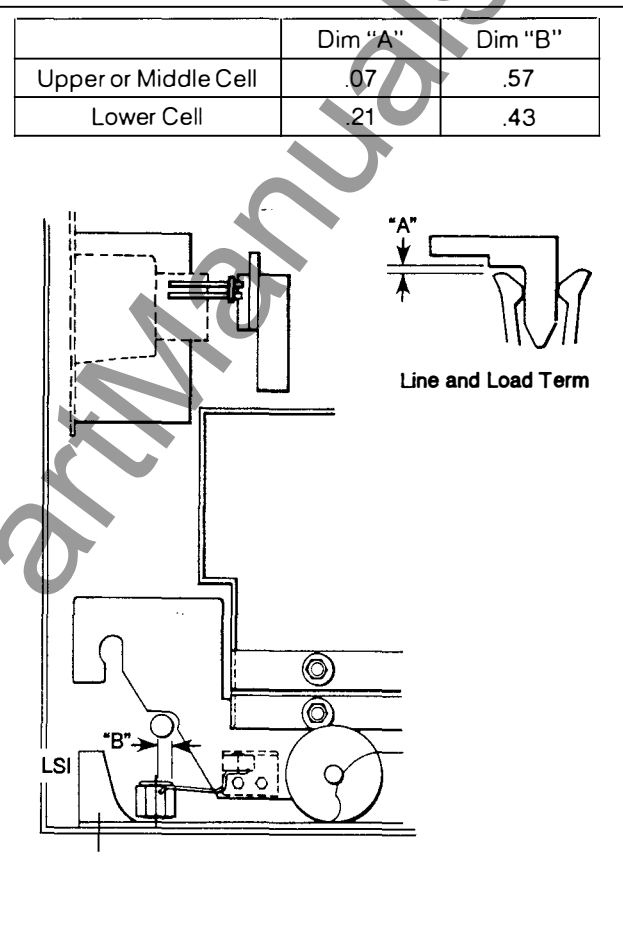 Dim “A” Dim “B”
Upper or Middle Cell .07 .57
Lower Cell .21 .43
“A”
Line and Load Term
“B”
LSI